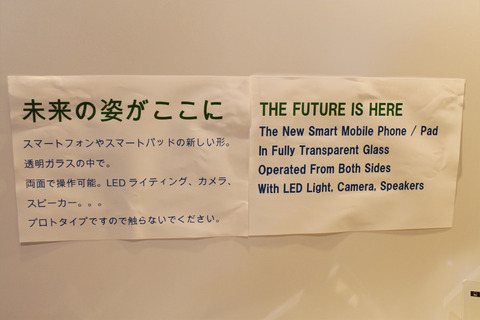 未来の姿がここに
スマートフォンやスマートパッドの新しい形。
透明ガラスの中で。
両面で操作可能。LEDライティング、カメラ、
スピーカー。。。
プロトタイプですので触らないでください。
THE FUTURE IS HERE
The New Smart Mobile Phone / Pad
In Fully Transparent Glass
Operated From Both Sides
With LED Light, Camera, Speakers